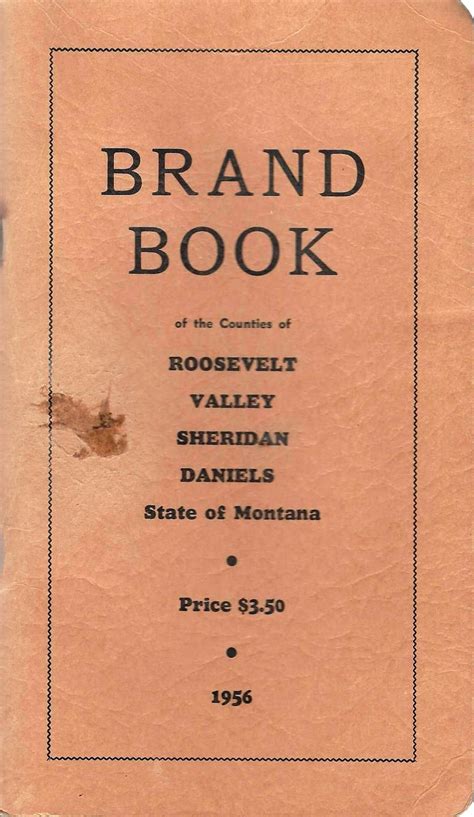 BRAND
BOOK
of the Counties of
ROOSEVELT
VALLEY
SHERIDAN
DANIELS
State of Montana
Price $3.50
1956